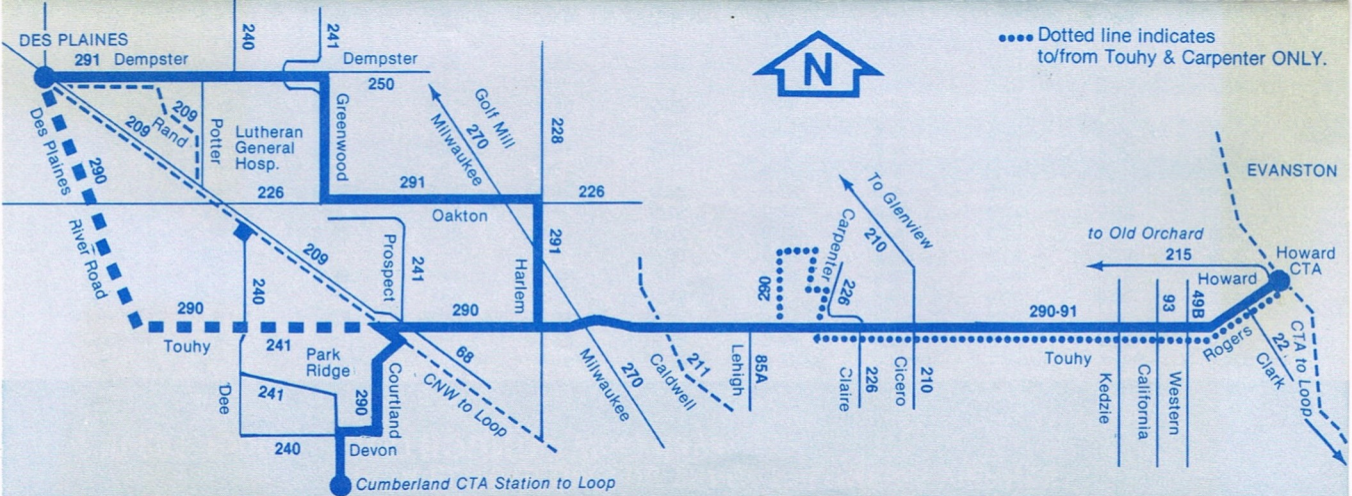 DES PLAINES
291 Dempster
240
241
Dempster
250
209
Rand
209
Potter
Lutheran
General
Hosp.
Greenwood
Golf Mill
270
Milwaukee
228
N
Dotted line indicates
to/from Touhy & Carpenter ONLY.
290
Des Plaines
River Road
226
291
Oakton
226
209
Prospect
241
Harlem
291
240
290
Touhy
241
Park
Ridge
290
68
CNW to Loop
Courtland
290
Dee
241
240
Devon
Cumberland CTA Station to Loop
Milwaukee
270
Caldwell
211
Lehigh
85A
290
Carpenter
226
To Glenview
210
Claire
226
Cicero
210
290-91
Touhy
Kedzie
California
93
Western
49B
to Old Orchard
215
Howard
EVANSTON
Howard
CTA
Rogers
22
Clark
CTA to Loop